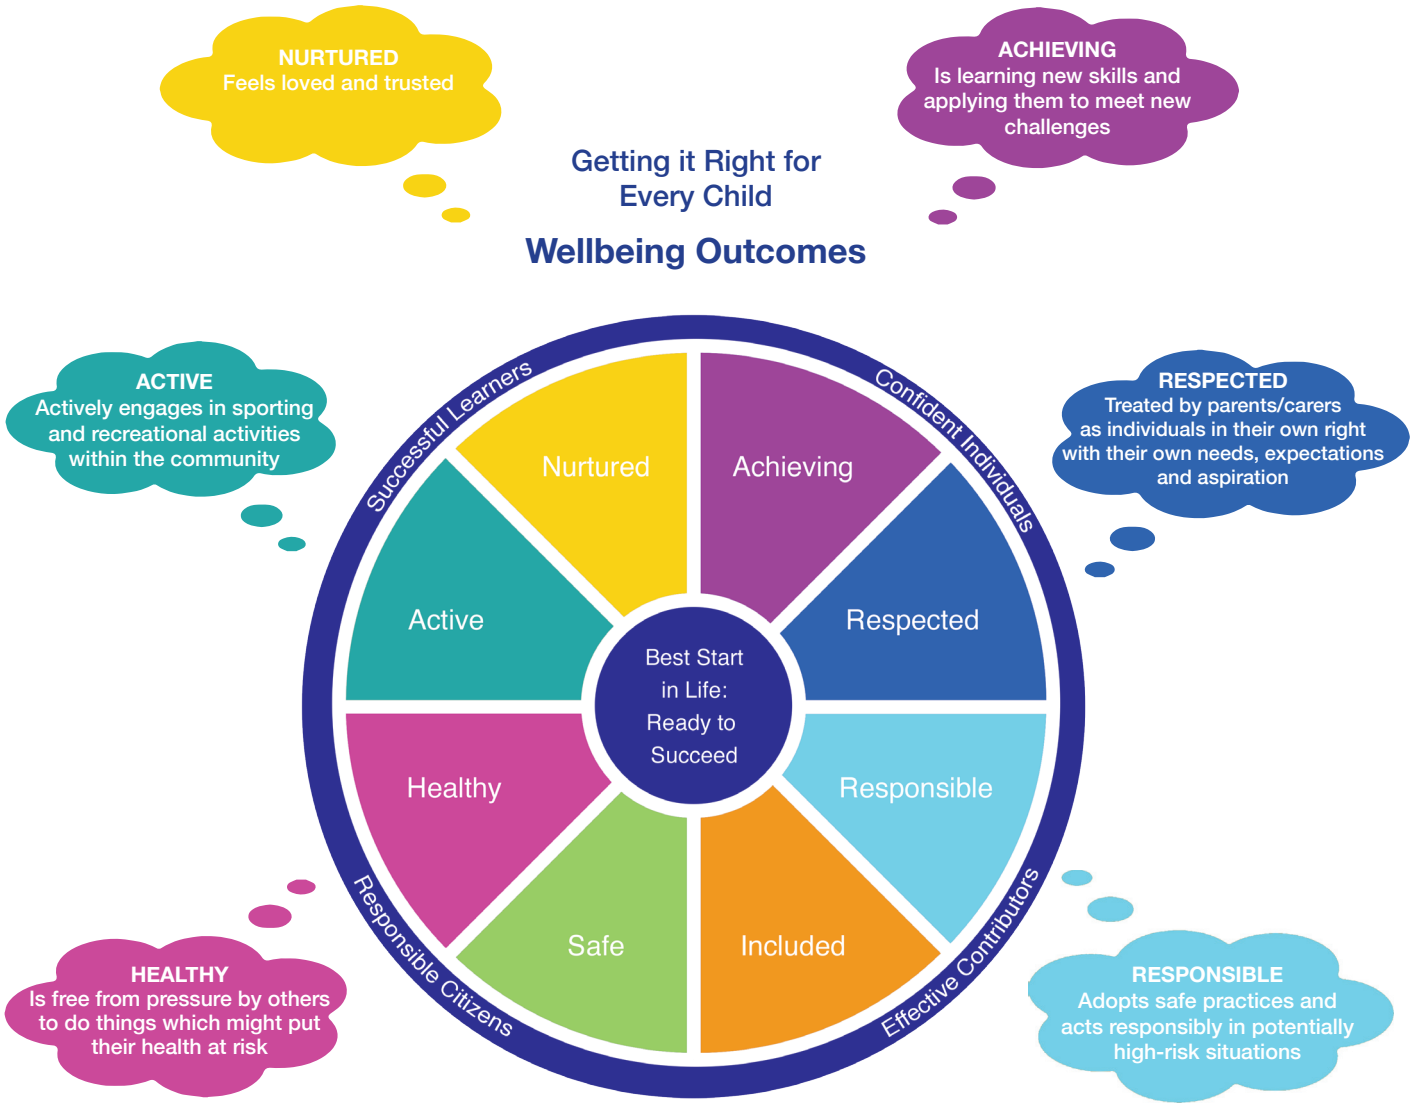 NURTURED
Feels loved and trusted
ACHIEVING
Is learning new skills and
applying them to meet new
challenges
Getting it Right for
Every Child
Wellbeing Outcomes
ACTIVE
Actively engages in sporting
and recreational activities
within the community
RESPECTED
Treated by parents/carers
as individuals in their own right
with their own needs, expectations
and aspiration
Successful Learners
Confident Individuals
Nurtured
Achieving
Active
Respected
Best Start
in Life:
Ready to
Succeed
Healthy
Responsible
Safe
Included
Responsible Citizens
Effective Contributors
HEALTHY
Is free from pressure by others
to do things which might put
their health at risk
RESPONSIBLE
Adopts safe practices and
acts responsibly in potentially
high-risk situations